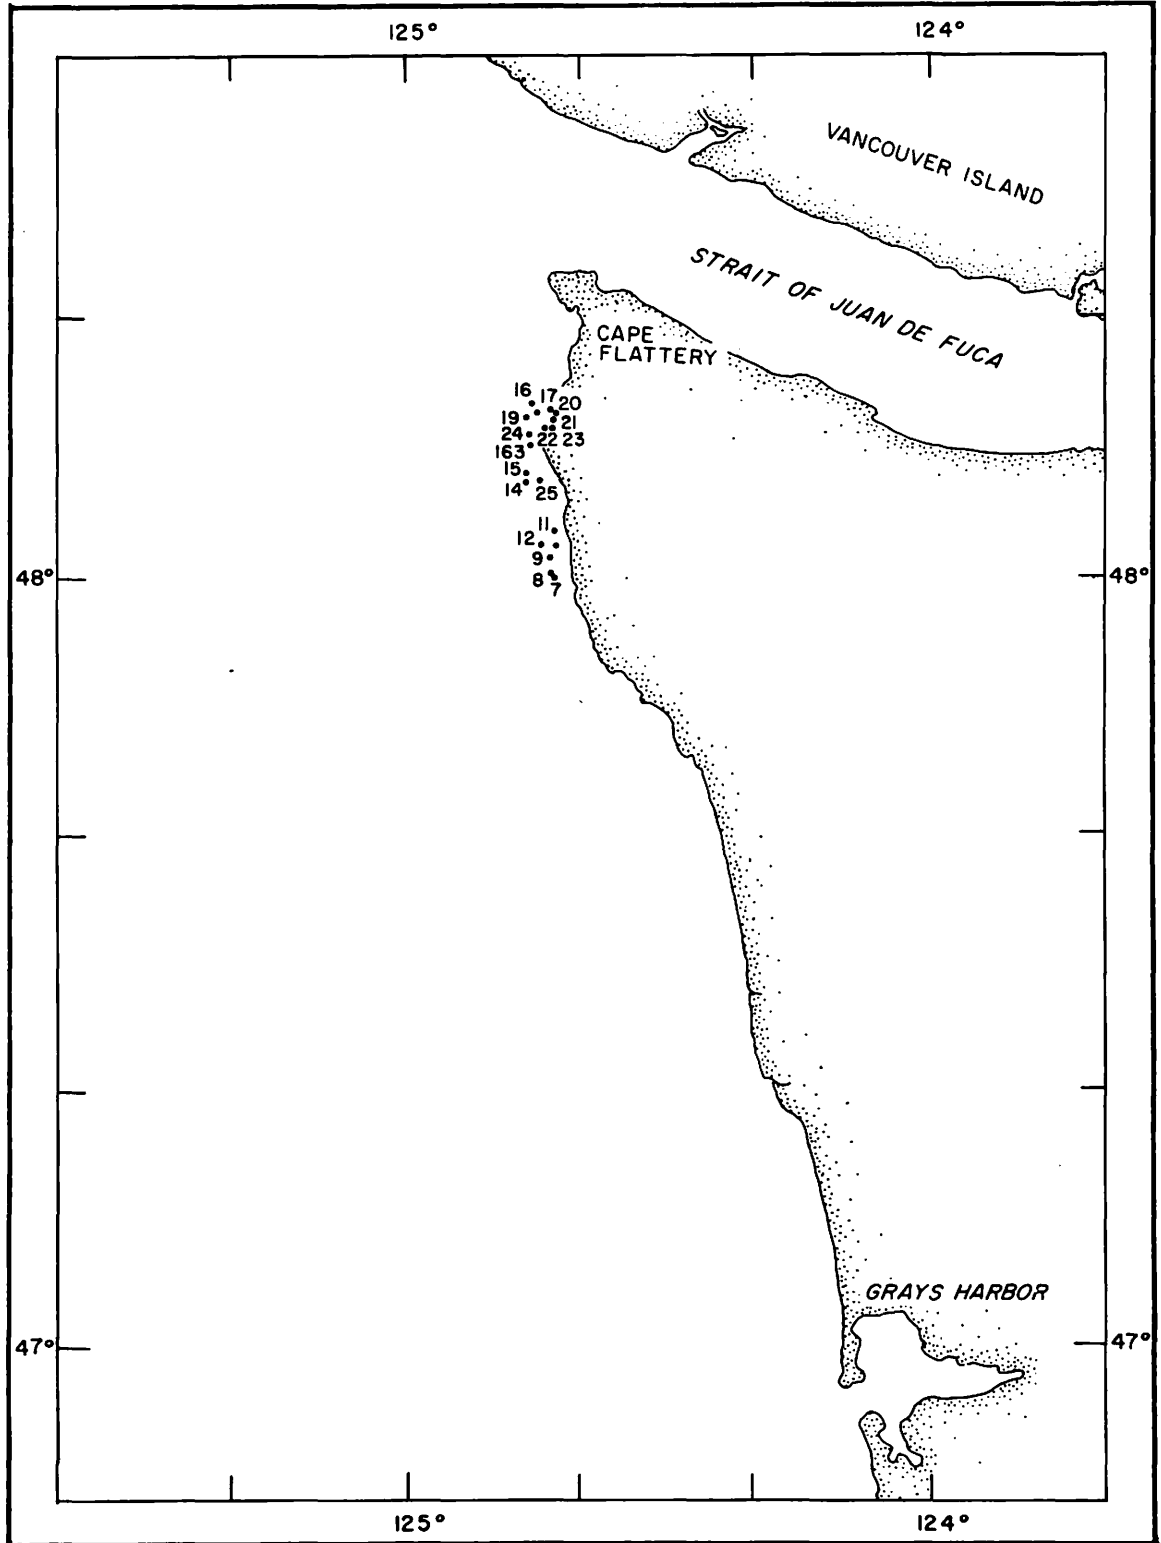 125° 124°
VANCOUVER ISLAND
STRAIT OF JUAN DE FUCA
CAPE
FLATTERY
16 17 20
19 21
24 22 23
163
15
14 25
11
12
9
8 7
48° 48°
GRAYS HARBOR
47° 47°
125° 124°